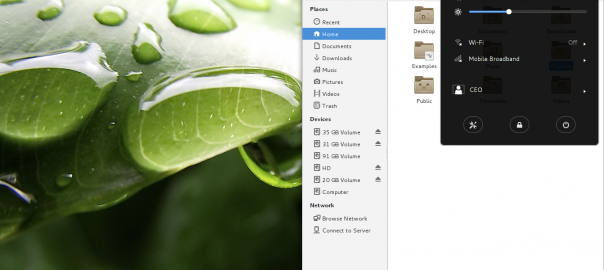 Places
Recent
Home
Documents
Downloads
Music
Pictures
Videos
Trash
Devices
35 GB Volume
31 GB Volume
91 GB Volume
HD
20 GB Volume
Computer
Network
Browse Network
Connect to Server
Desktop
Examples
Public
Wi-Fi Off
Mobile Broadband
CEO